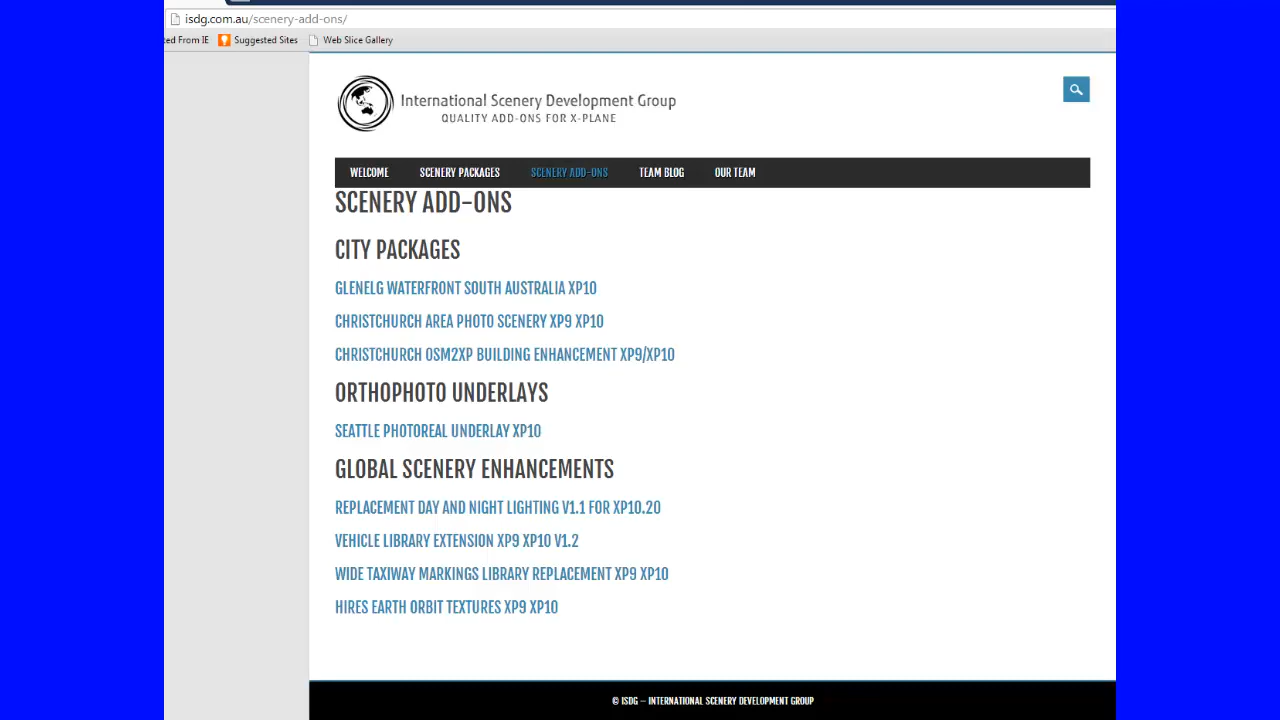 isdg.com.au/scenery-add-ons/
ed From IE Suggested Sites Web Slice Gallery
International Scenery Development Group
QUALITY ADD-ONS FOR X-PLANE
WELCOME SCENERY PACKAGES SCENERY ADD-ONS TEAM BLOG OUR TEAM
SCENERY ADD-ONS
CITY PACKAGES
GLENELG WATERFRONT SOUTH AUSTRALIA XP10
CHRISTCHURCH AREA PHOTO SCENERY XP9 XP10
CHRISTCHURCH OSM2XP BUILDING ENHANCEMENT XP9/XP10
ORTHOPHOTO UNDERLAYS
SEATTLE PHOTOREAL UNDERLAY XP10
GLOBAL SCENERY ENHANCEMENTS
REPLACEMENT DAY AND NIGHT LIGHTING V1.1 FOR XP10.20
VEHICLE LIBRARY EXTENSION XP9 XP10 V1.2
WIDE TAXIWAY MARKINGS LIBRARY REPLACEMENT XP9 XP10
HIRES EARTH ORBIT TEXTURES XP9 XP10
© ISDG – INTERNATIONAL SCENERY DEVELOPMENT GROUP